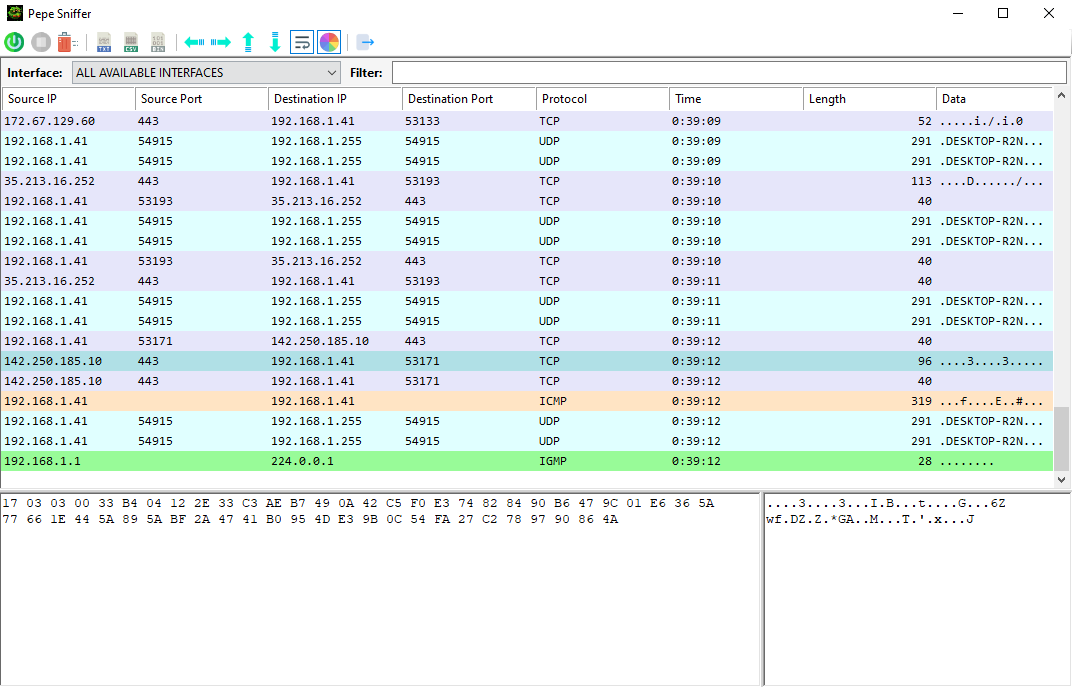 Pepe Sniffer
TXT CSV BIN
Interface: ALL AVAILABLE INTERFACES Filter:
Source IP Source Port Destination IP Destination Port Protocol Time Length Data
172.67.129.60 443 192.168.1.41 53133 TCP 0:39:09 52 .....i./.i.0
192.168.1.41 54915 192.168.1.255 54915 UDP 0:39:09 291 .DESKTOP-R2N...
192.168.1.41 54915 192.168.1.255 54915 UDP 0:39:09 291 .DESKTOP-R2N...
35.213.16.252 443 192.168.1.41 53193 TCP 0:39:10 113 ....D....../...
192.168.1.41 53193 35.213.16.252 443 TCP 0:39:10 40
192.168.1.41 54915 192.168.1.255 54915 UDP 0:39:10 291 .DESKTOP-R2N...
192.168.1.41 54915 192.168.1.255 54915 UDP 0:39:10 291 .DESKTOP-R2N...
192.168.1.41 53193 35.213.16.252 443 TCP 0:39:10 40
35.213.16.252 443 192.168.1.41 53193 TCP 0:39:11 40
192.168.1.41 54915 192.168.1.255 54915 UDP 0:39:11 291 .DESKTOP-R2N...
192.168.1.41 54915 192.168.1.255 54915 UDP 0:39:11 291 .DESKTOP-R2N...
192.168.1.41 53171 142.250.185.10 443 TCP 0:39:12 40
142.250.185.10 443 192.168.1.41 53171 TCP 0:39:12 96 ....3....3.....
142.250.185.10 443 192.168.1.41 53171 TCP 0:39:12 40
192.168.1.41 192.168.1.41 ICMP 0:39:12 319 ...f....E..#...
192.168.1.41 54915 192.168.1.255 54915 UDP 0:39:12 291 .DESKTOP-R2N...
192.168.1.41 54915 192.168.1.255 54915 UDP 0:39:12 291 .DESKTOP-R2N...
192.168.1.1 224.0.0.1 IGMP 0:39:12 28 ........
17 03 03 00 33 B4 04 12 2E 33 C3 AE B7 49 0A 42 C5 F0 E3 74 82 84 90 B6 47 9C 01 E6 36 5A
77 66 1E 44 5A 89 5A BF 2A 47 41 B0 95 4D E3 9B 0C 54 FA 27 C2 78 97 90 86 4A
....3....3...I.B...t....G...6Z
wf.DZ.Z.*GA..M...T.'.x...J